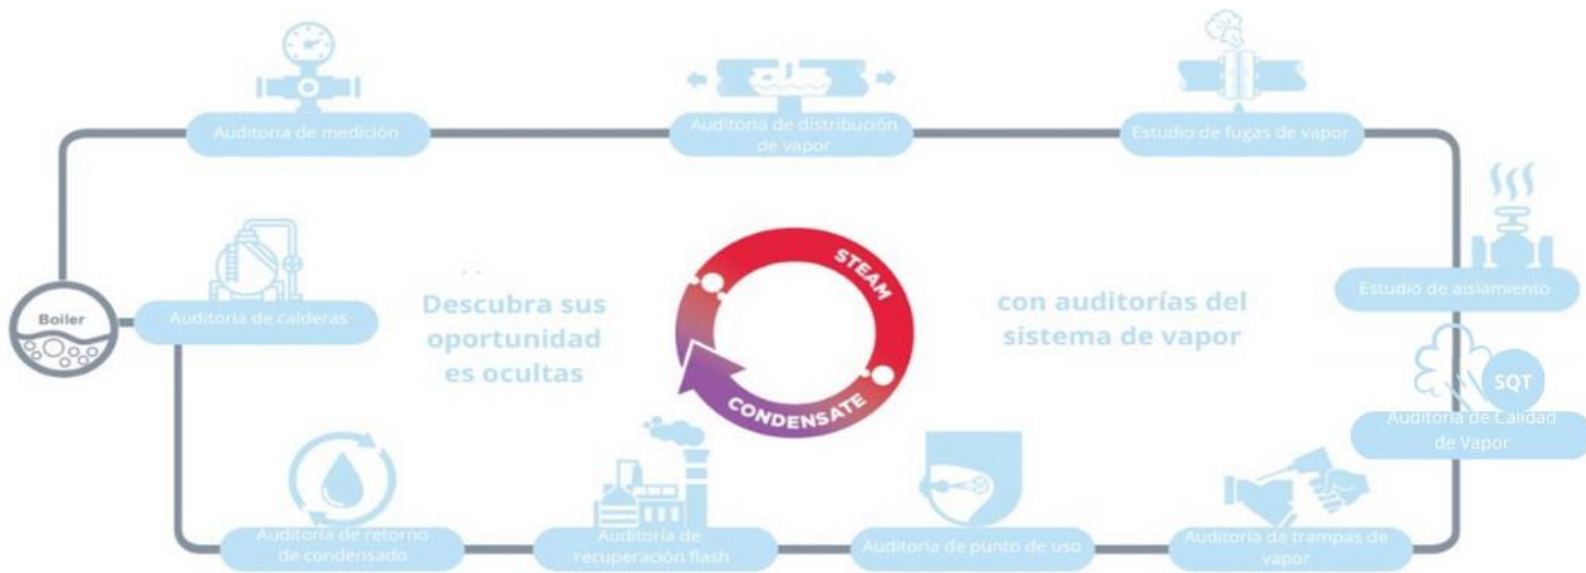 Auditoria de medición
Auditoria de distribución
de vapor
Estudio de fugas de vapor
Estudio de aislamiento
SQT
Auditoria de Calidad
de Vapor
Boiler
Auditoria de calderas
Descubra sus
oportunidad
es ocultas
STEAM
CONDENSATE
con auditorías del
sistema de vapor
Auditoria de retorno
de condensado
Auditoria de
recuperación flash
Auditoria de punto de uso
Auditoria de trampas de
vapor